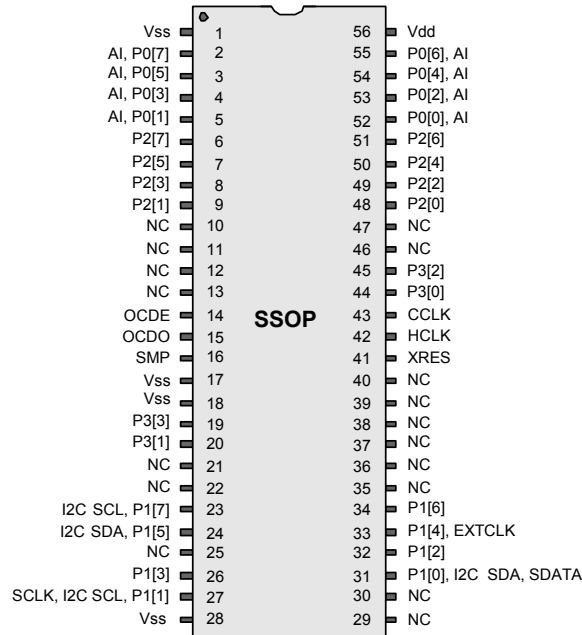 Vss 1 56 Vdd
AI, P0[7] 2 55 P0[6], AI
AI, P0[5] 3 54 P0[4], AI
AI, P0[3] 4 53 P0[2], AI
AI, P0[1] 5 52 P0[0], AI
P2[7] 6 51 P2[6]
P2[5] 7 50 P2[4]
P2[3] 8 49 P2[2]
P2[1] 9 48 P2[0]
NC 10 47 NC
NC 11 46 NC
NC 12 45 P3[2]
NC 13 44 P3[0]
OCDE 14 SSOP 43 CCLK
OCDO 15 42 HCLK
SMP 16 41 XRES
Vss 17 40 NC
Vss 18 39 NC
P3[3] 19 38 NC
P3[1] 20 37 NC
NC 21 36 NC
NC 22 35 NC
I2C SCL, P1[7] 23 34 P1[6]
I2C SDA, P1[5] 24 33 P1[4], EXTCLK
NC 25 32 P1[2]
P1[3] 26 31 P1[0], I2C SDA, SDATA
SCLK, I2C SCL, P1[1] 27 30 NC
Vss 28 29 NC